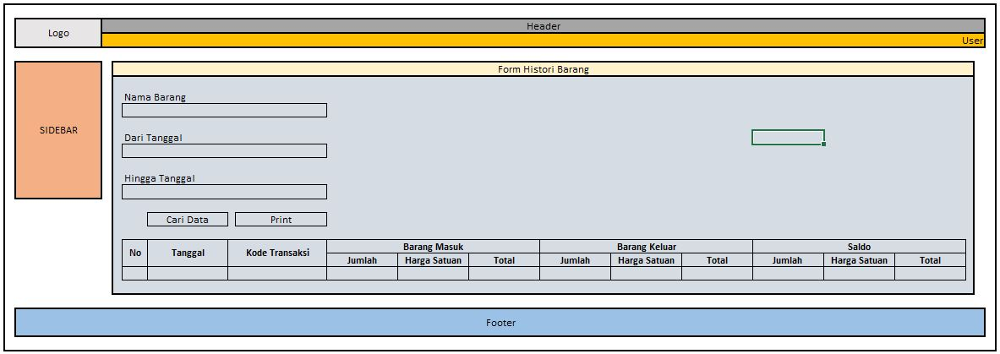 Logo
Header
User
SIDEBAR
Form Histori Barang
Nama Barang
Dari Tanggal
Hingga Tanggal
Cari Data Print
No Tanggal Kode Transaksi Barang Masuk Barang Keluar Saldo
Jumlah Harga Satuan Total Jumlah Harga Satuan Total Jumlah Harga Satuan Total
Footer